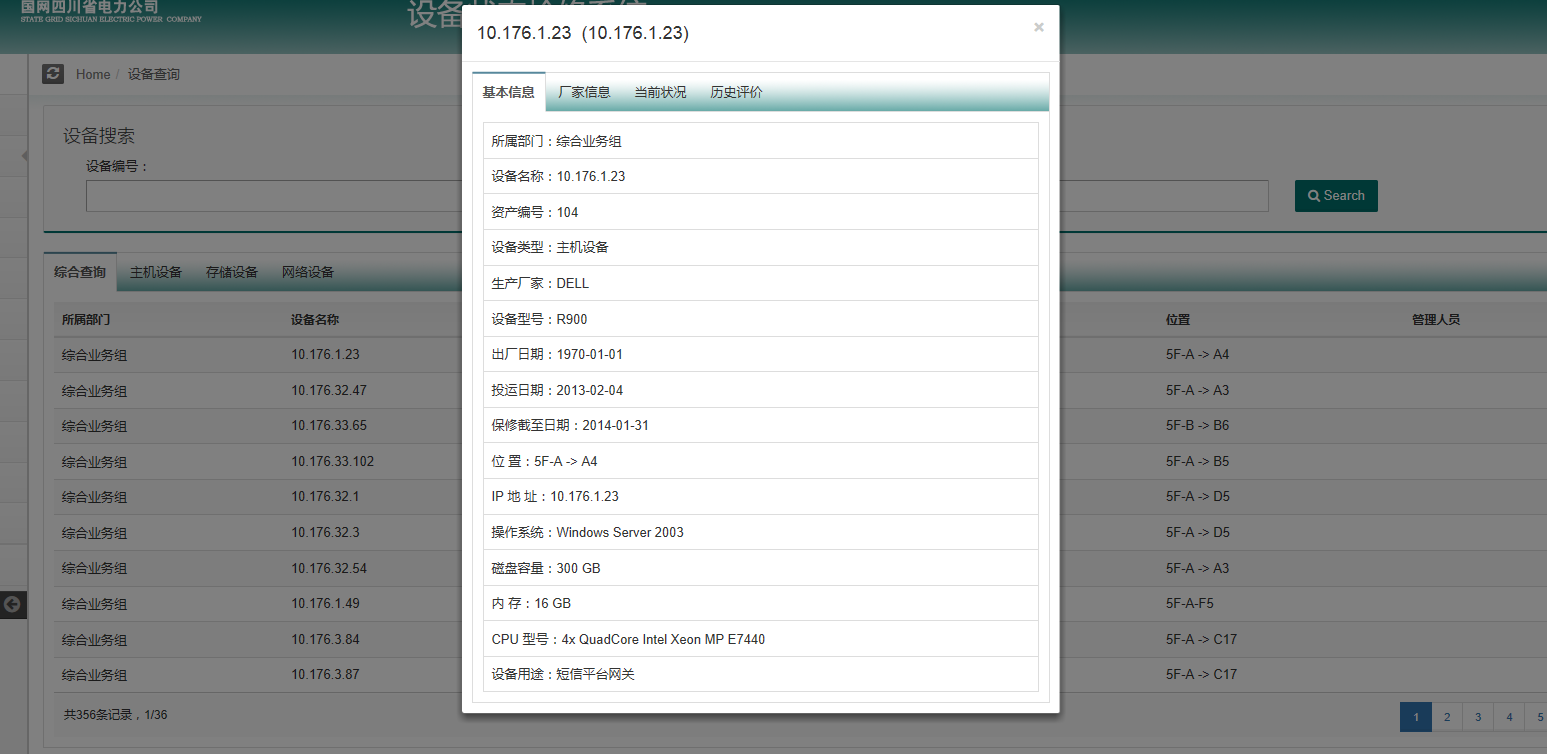 国网四川省电力公司
STATE GRID SICHUAN ELECTRIC POWER COMPANY
10.176.1.23 (10.176.1.23)
×
Home / 设备查询
基本信息 厂家信息 当前状况 历史评价
设备搜索
设备编号：
Search
所属部门：综合业务组
设备名称：10.176.1.23
资产编号：104
设备类型：主机设备
生产厂家：DELL
设备型号：R900
出厂日期：1970-01-01
投运日期：2013-02-04
保修截至日期：2014-01-31
位 置：5F-A -> A4
IP 地 址：10.176.1.23
操作系统：Windows Server 2003
磁盘容量：300 GB
内 存：16 GB
CPU 型号：4x QuadCore Intel Xeon MP E7440
设备用途：短信平台网关
综合查询 主机设备 存储设备 网络设备
所属部门 设备名称 位置 管理人员
综合业务组 10.176.1.23 5F-A -> A4
综合业务组 10.176.32.47 5F-A -> A3
综合业务组 10.176.33.65 5F-B -> B6
综合业务组 10.176.33.102 5F-A -> B5
综合业务组 10.176.32.1 5F-A -> D5
综合业务组 10.176.32.3 5F-A -> D5
综合业务组 10.176.32.54 5F-A -> A3
综合业务组 10.176.1.49 5F-A-F5
综合业务组 10.176.3.84 5F-A -> C17
综合业务组 10.176.3.87 5F-A -> C17
共356条记录，1/36
1 2 3 4 5